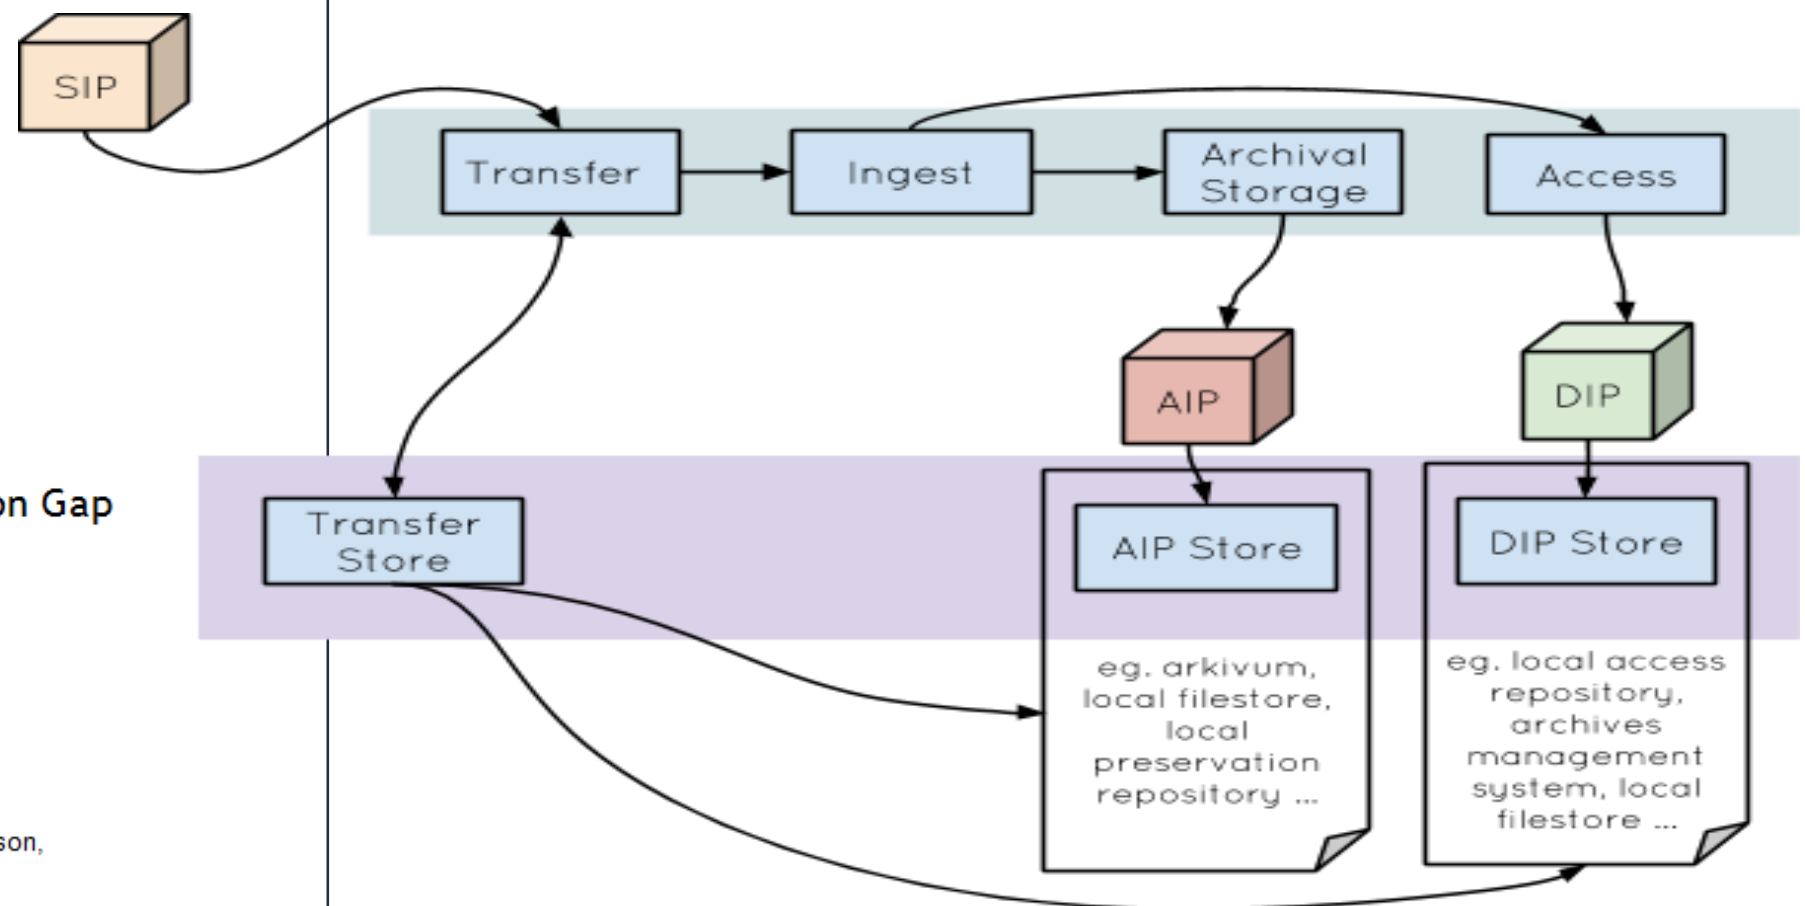 SIP
Transfer
Ingest
Archival
Storage
Access
AIP
DIP
on Gap
Transfer
Store
AIP Store
DIP Store
eg. arkivum,
local filestore,
local
preservation
repository ...
eg. local access
repository,
archives
management
system, local
filestore ...
son,